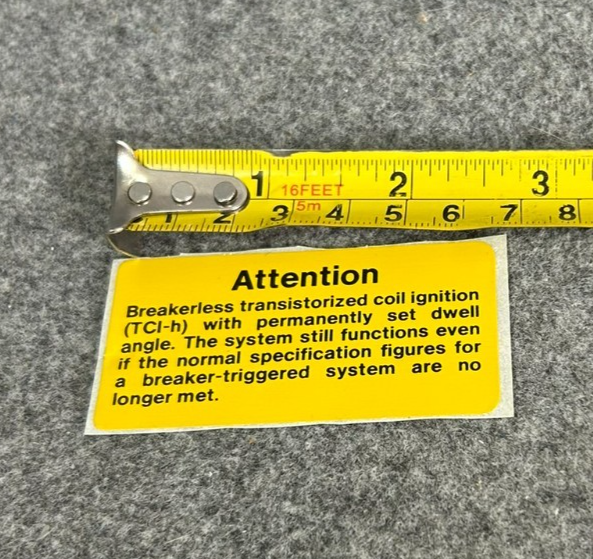 1 2 3
16FEET
5m
1 2 3 4 5 6 7 8
Attention
Breakerless transistorized coil ignition
(TCI-h) with permanently set dwell
angle. The system still functions even
if the normal specification figures for
a breaker-triggered system are no
longer met.